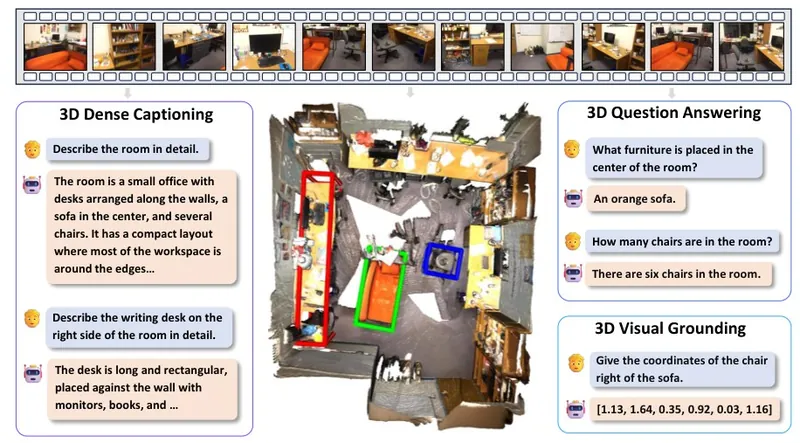 3D Dense Captioning
Describe the room in detail.
The room is a small office with
desks arranged along the walls, a
sofa in the center, and several
chairs. It has a compact layout
where most of the workspace is
around the edges...
Describe the writing desk on the
right side of the room in detail.
The desk is long and rectangular,
placed against the wall with
monitors, books, and ...
3D Question Answering
What furniture is placed in the
center of the room?
An orange sofa.
How many chairs are in the room?
There are six chairs in the room.
3D Visual Grounding
Give the coordinates of the chair
right of the sofa.
[1.13, 1.64, 0.35, 0.92, 0.03, 1.16]